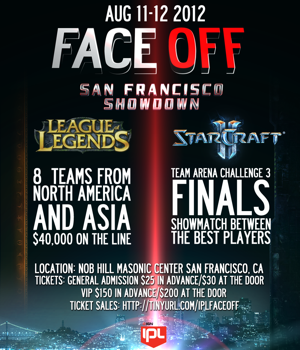 AUG 11-12 2012
FACE OFF
SAN FRANCISCO
SHOWDOWN
LEAGUE of
LEGENDS
8 TEAMS FROM
NORTH AMERICA
AND ASIA
$40,000 ON THE LINE
STARCRAFT
II
TEAM ARENA CHALLENGE 3
FINALS
SHOWMATCH BETWEEN
THE BEST PLAYERS
LOCATION: NOB HILL MASONIC CENTER SAN FRANCISCO, CA
TICKETS: GENERAL ADMISSION $25 IN ADVANCE/$30 AT THE DOOR
VIP $150 IN ADVANCE/$200 AT THE DOOR
TICKET SALES: HTTP://TINYURL.COM/IPLFACEOFF
IGN
IPL